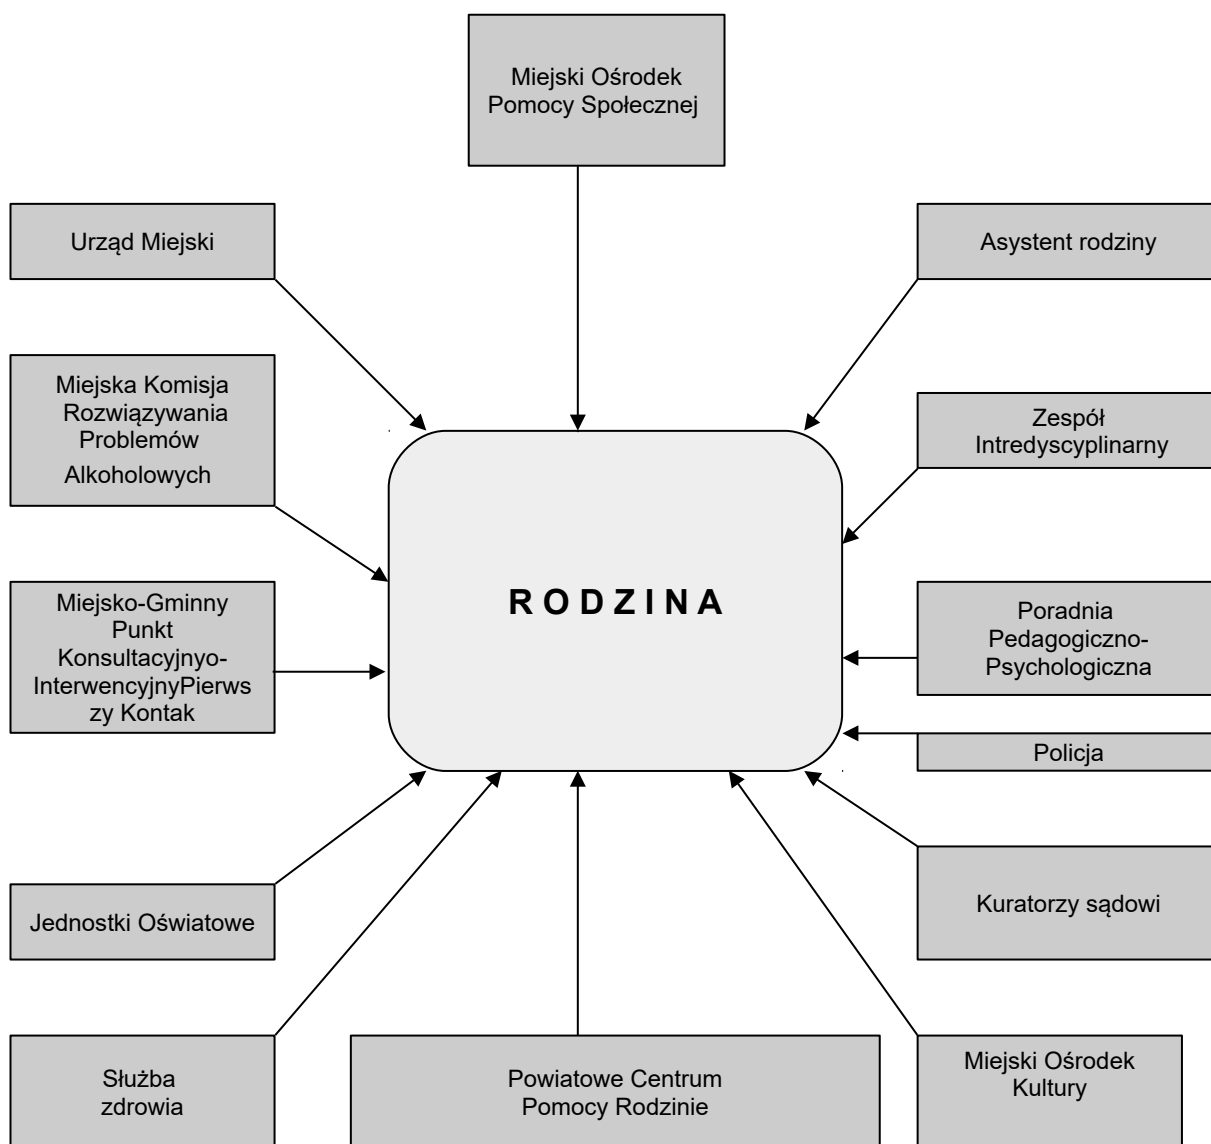 Miejski Ośrodek
Pomocy Społecznej
Urząd Miejski
Asystent rodziny
Miejska Komisja
Rozwiązywania
Problemów
Alkoholowych
Zespół
Intredyscyplinarny
R O D Z I N A
Miejsko-Gminny
Punkt
Konsultacyjnyo-
InterwencyjnyPierws
zy Kontak
Poradnia
Pedagogiczno-
Psychologiczna
Policja
Jednostki Oświatowe
Kuratorzy sądowi
Służba
zdrowia
Powiatowe Centrum
Pomocy Rodzinie
Miejski Ośrodek
Kultury